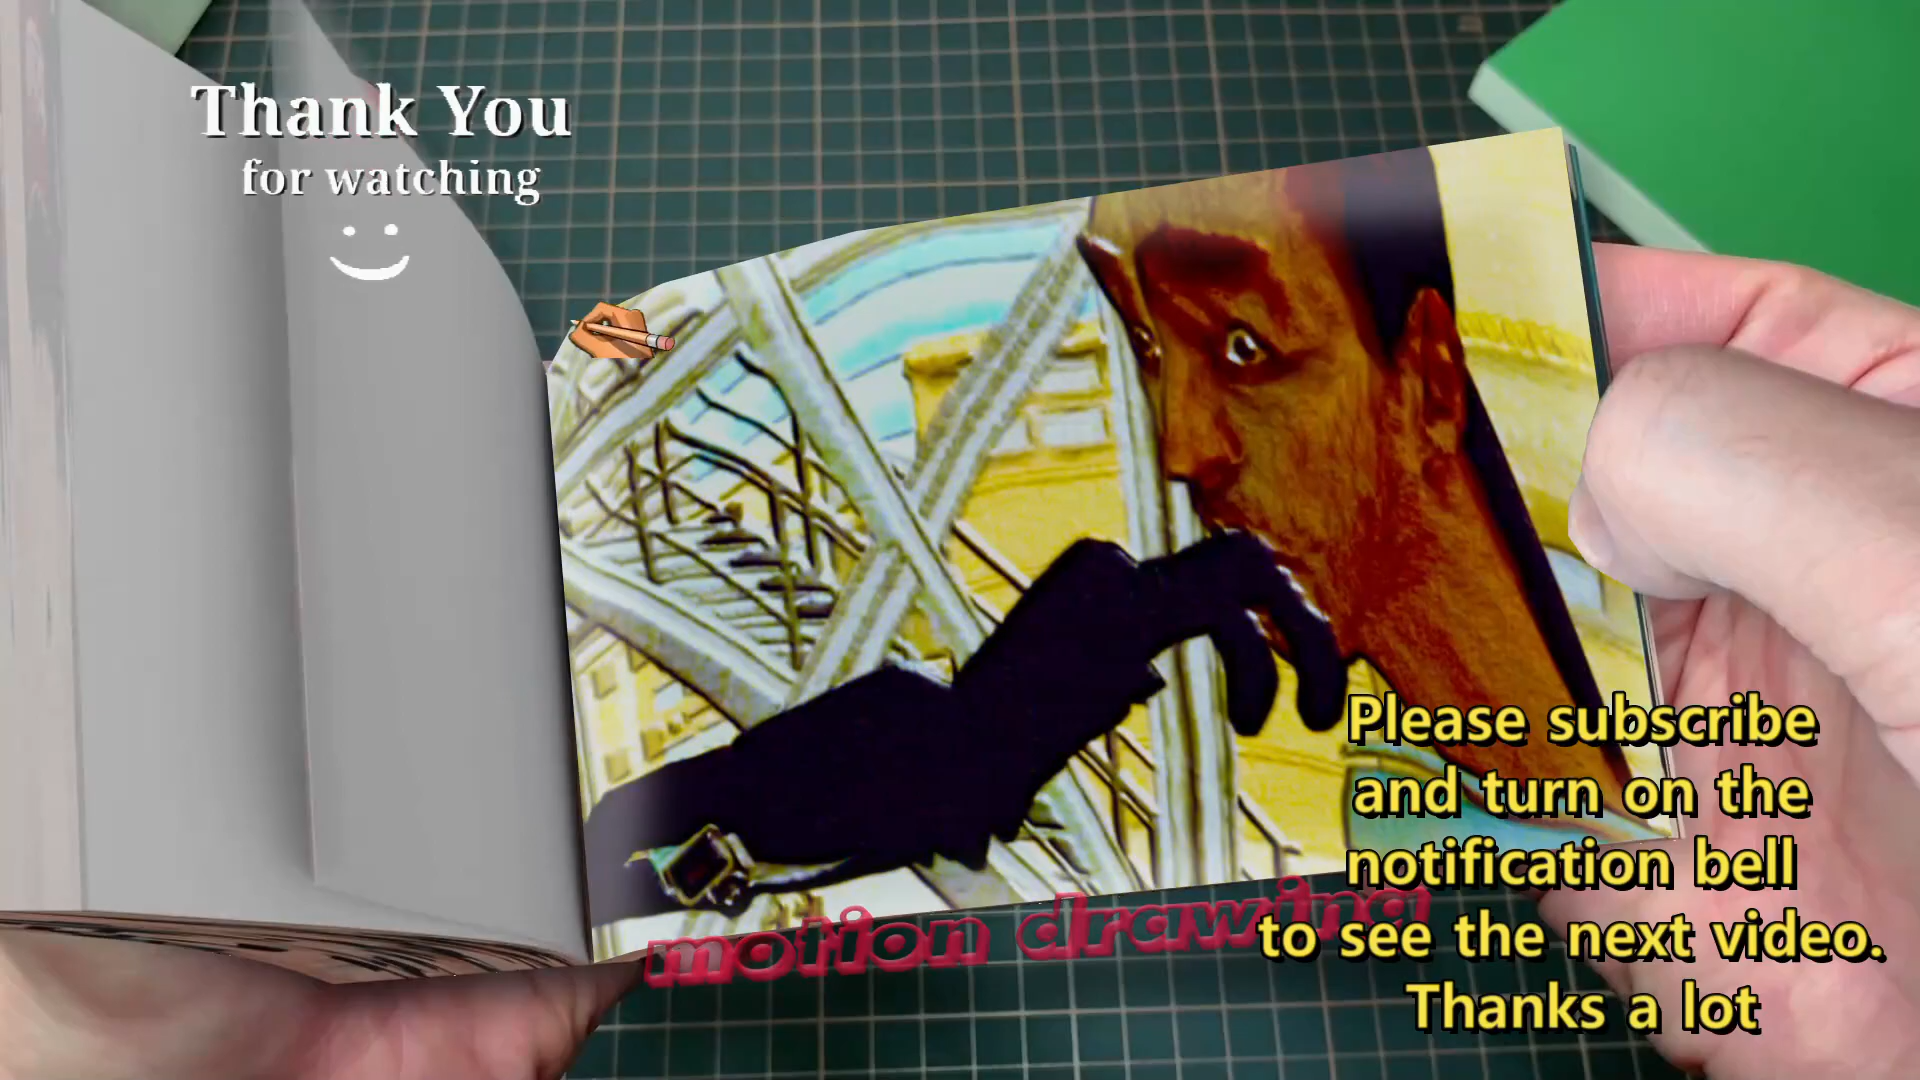 Thank You
for watching
Please subscribe
and turn on the
notification bell
to see the next video.
Thanks a lot
motion drawing